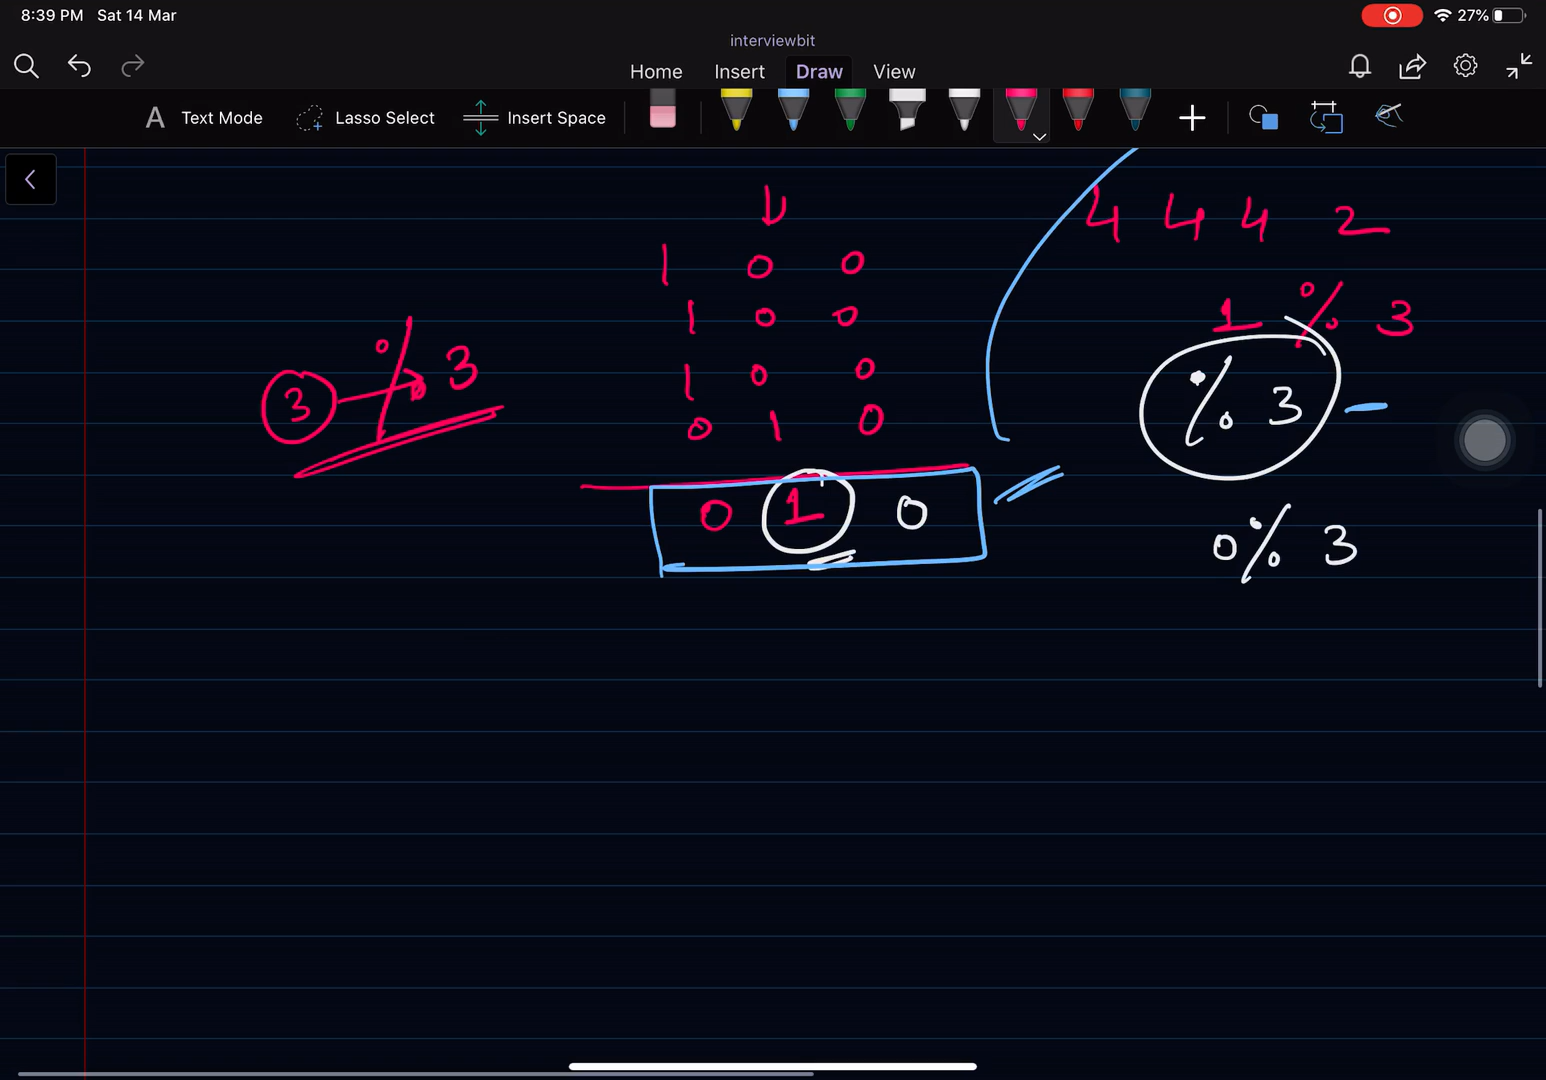 8:39 PM Sat 14 Mar
27%
interviewbit
Home Insert Draw View
Text Mode Lasso Select Insert Space
4 4 4 2
1 0 0
1 0 0
1 0 0
0 1 0
0 1 0
3 % 3
1 % 3
% 3
0 % 3